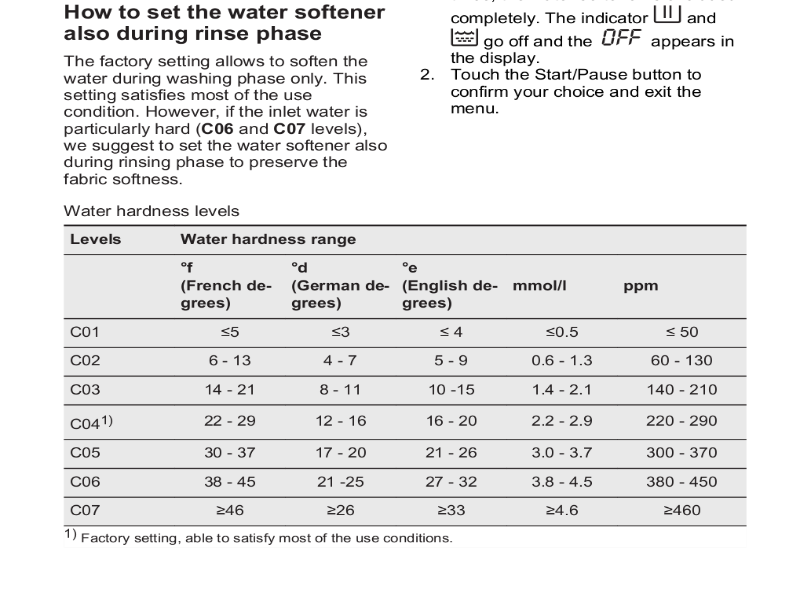 How to set the water softener
also during rinse phase
The factory setting allows to soften the
water during washing phase only. This
setting satisfies most of the use
condition. However, if the inlet water is
particularly hard (C06 and C07 levels),
we suggest to set the water softener also
during rinsing phase to preserve the
fabric softness.
completely. The indicator and
go off and the OFF appears in
the display.
2. Touch the Start/Pause button to
confirm your choice and exit the
menu.
Water hardness levels
Levels Water hardness range
°f °d °e
(French de- (German de- (English de- mmol/l ppm
grees) grees) grees)
C01 ≤5 ≤3 ≤ 4 ≤0.5 ≤ 50
C02 6 - 13 4 - 7 5 - 9 0.6 - 1.3 60 - 130
C03 14 - 21 8 - 11 10 -15 1.4 - 2.1 140 - 210
C04¹⁾ 22 - 29 12 - 16 16 - 20 2.2 - 2.9 220 - 290
C05 30 - 37 17 - 20 21 - 26 3.0 - 3.7 300 - 370
C06 38 - 45 21 -25 27 - 32 3.8 - 4.5 380 - 450
C07 ≥46 ≥26 ≥33 ≥4.6 ≥460
¹⁾ Factory setting, able to satisfy most of the use conditions.